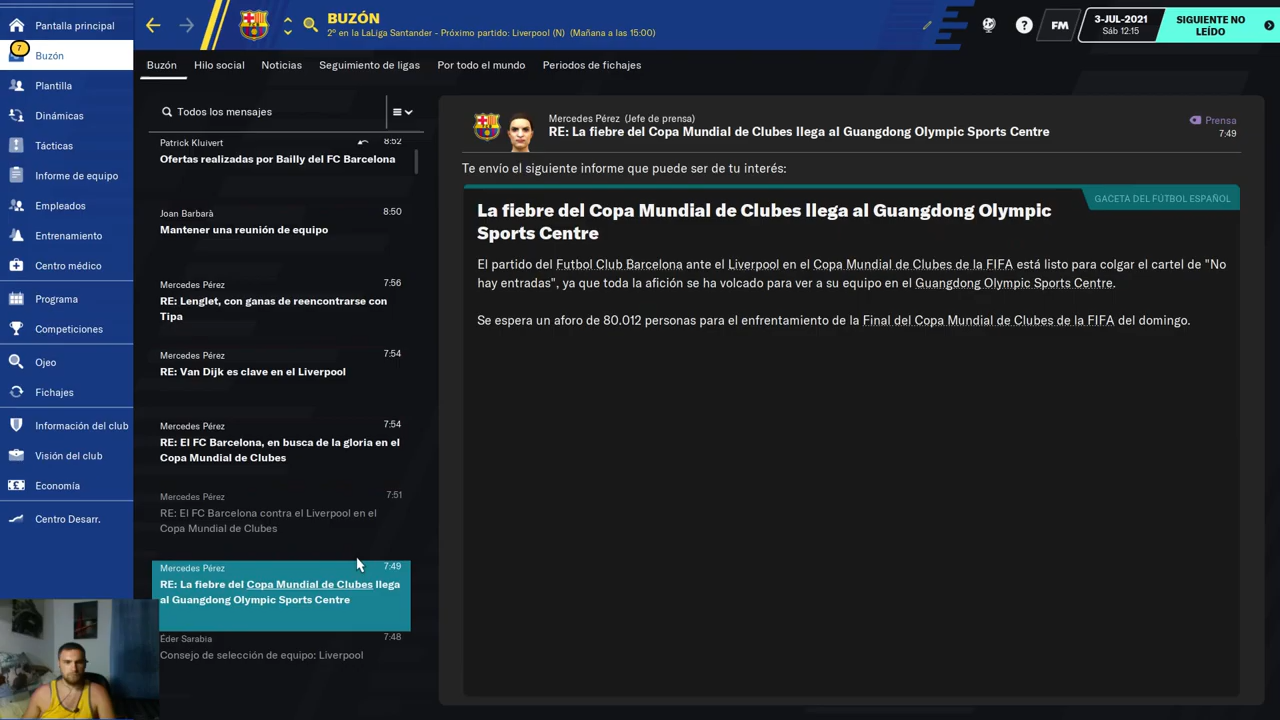 Pantalla principal
7
Buzón
Plantilla
Dinámicas
Tácticas
Informe de equipo
Empleados
Entrenamiento
Centro médico
Programa
Competiciones
Ojeo
Fichajes
Información del club
Visión del club
Economía
Centro Desarr.
BUZÓN
2º en la LaLiga Santander - Próximo partido: Liverpool (N) (Mañana a las 15:00)
?
FM
3-JUL-2021
Sáb 12:15
SIGUIENTE NO
LEÍDO
Buzón
Hilo social
Noticias
Seguimiento de ligas
Por todo el mundo
Periodos de fichajes
Todos los mensajes
Patrick Kluivert
8:52
Ofertas realizadas por Bailly del FC Barcelona
Joan Barbarà
8:50
Mantener una reunión de equipo
Mercedes Pérez
7:56
RE: Lenglet, con ganas de reencontrarse con
Tipa
Mercedes Pérez
7:54
RE: Van Dijk es clave en el Liverpool
Mercedes Pérez
7:54
RE: El FC Barcelona, en busca de la gloria en el
Copa Mundial de Clubes
Mercedes Pérez
7:51
RE: El FC Barcelona contra el Liverpool en el
Copa Mundial de Clubes
Mercedes Pérez
7:49
RE: La fiebre del Copa Mundial de Clubes llega
al Guangdong Olympic Sports Centre
Éder Sarabia
7:48
Consejo de selección de equipo: Liverpool
Mercedes Pérez (Jefe de prensa)
RE: La fiebre del Copa Mundial de Clubes llega al Guangdong Olympic Sports Centre
Prensa
7:49
Te envío el siguiente informe que puede ser de tu interés:
GACETA DEL FÚTBOL ESPAÑOL
La fiebre del Copa Mundial de Clubes llega al Guangdong Olympic
Sports Centre
El partido del Futbol Club Barcelona ante el Liverpool en el Copa Mundial de Clubes de la FIFA está listo para colgar el cartel de "No
hay entradas", ya que toda la afición se ha volcado para ver a su equipo en el Guangdong Olympic Sports Centre.
Se espera un aforo de 80.012 personas para el enfrentamiento de la Final del Copa Mundial de Clubes de la FIFA del domingo.